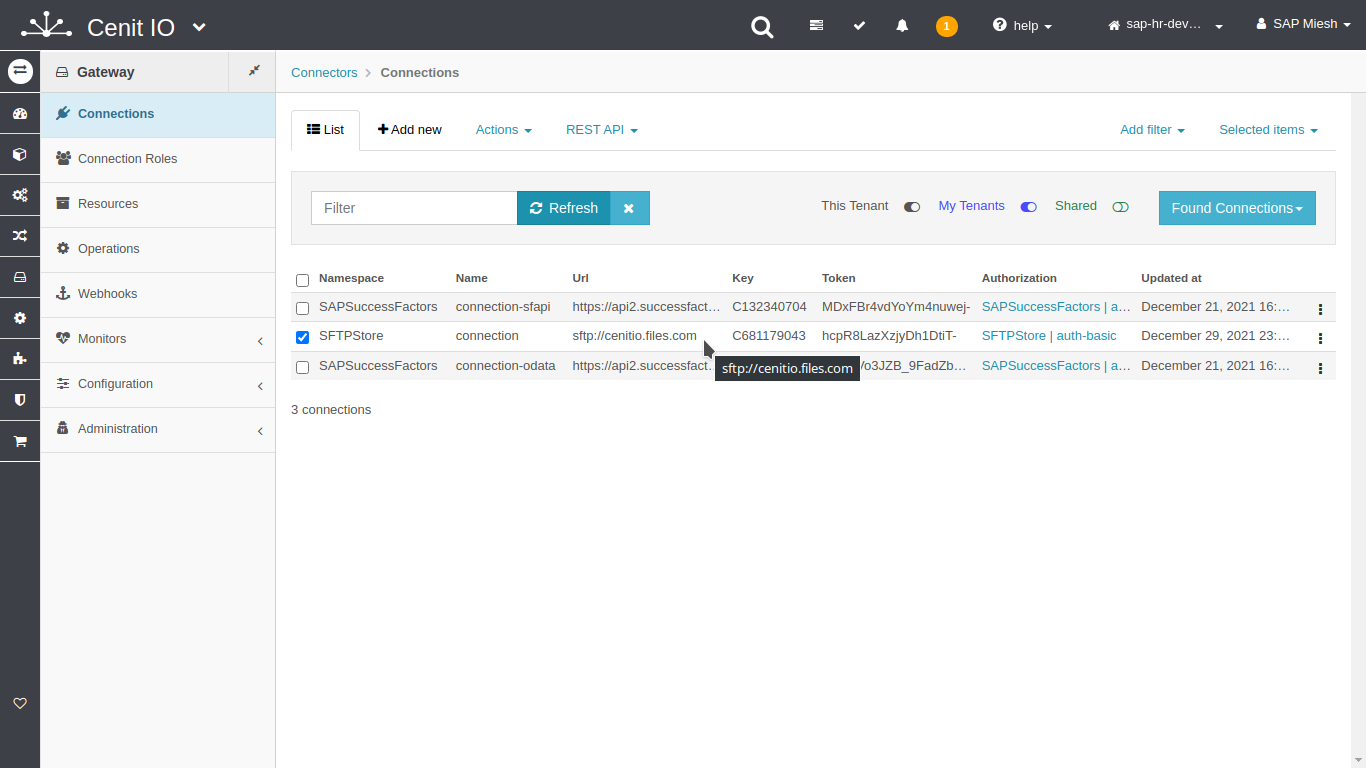 Cenit IO
1
help
sap-hr-dev…
SAP Miesh
Gateway
Connectors
Connections
Connections
Connection Roles
Resources
Operations
Webhooks
Monitors
Configuration
Administration
List
Add new
Actions
REST API
Add filter
Selected items
Filter
Refresh
This Tenant
My Tenants
Shared
Found Connections
Namespace Name Url Key Token Authorization Updated at
SAPSuccessFactors connection-sfapi https://api2.successfact… C132340704 MDxFBr4vdYoYm4nuwej- SAPSuccessFactors | a… December 21, 2021 16:…
SFTPStore connection sftp://cenitio.files.com C681179043 hcpR8LazXzjyDh1DtiT- SFTPStore | auth-basic December 29, 2021 23:…
SAPSuccessFactors connection-odata https://api2.successfact… /o3JZB_9FadZb… SAPSuccessFactors | a… December 21, 2021 16:…
sftp://cenitio.files.com
3 connections